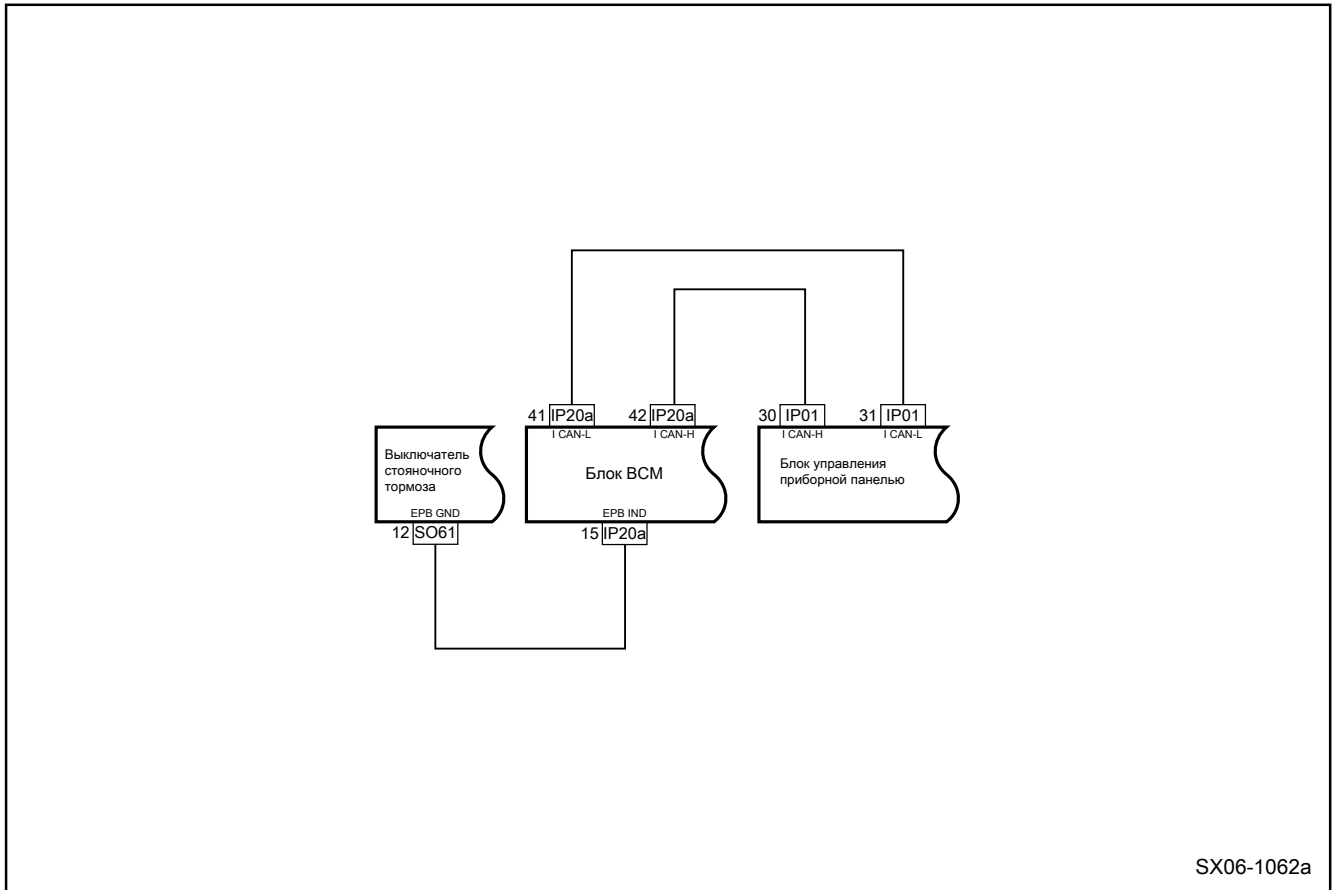 41 IP20a 42 IP20a 30 IP01 31 IP01
I CAN-L I CAN-H I CAN-H I CAN-L
Выключатель
стояночного
тормоза
EPB GND
12 SO61
Блок BCM
EPB IND
15 IP20a
Блок управления
приборной панелью
SX06-1062a